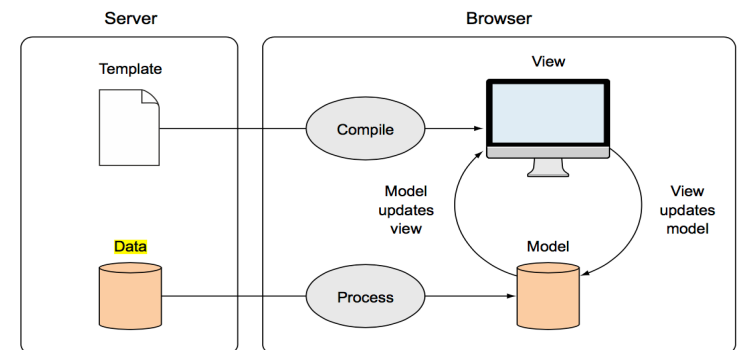 Server
Browser
Template
View
Compile
Model
updates
view
View
updates
model
Data
Model
Process